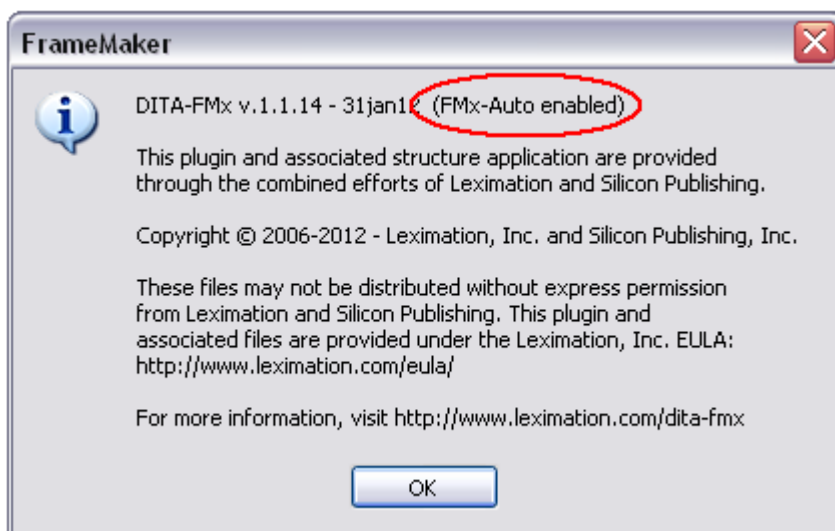 FrameMaker
DITA-FMx v.1.1.14 - 31jan12 (FMx-Auto enabled)
This plugin and associated structure application are provided
through the combined efforts of Leximation and Silicon Publishing.
Copyright © 2006-2012 - Leximation, Inc. and Silicon Publishing, Inc.
These files may not be distributed without express permission
from Leximation and Silicon Publishing. This plugin and
associated files are provided under the Leximation, Inc. EULA:
http://www.leximation.com/eula/
For more information, visit http://www.leximation.com/dita-fmx
OK